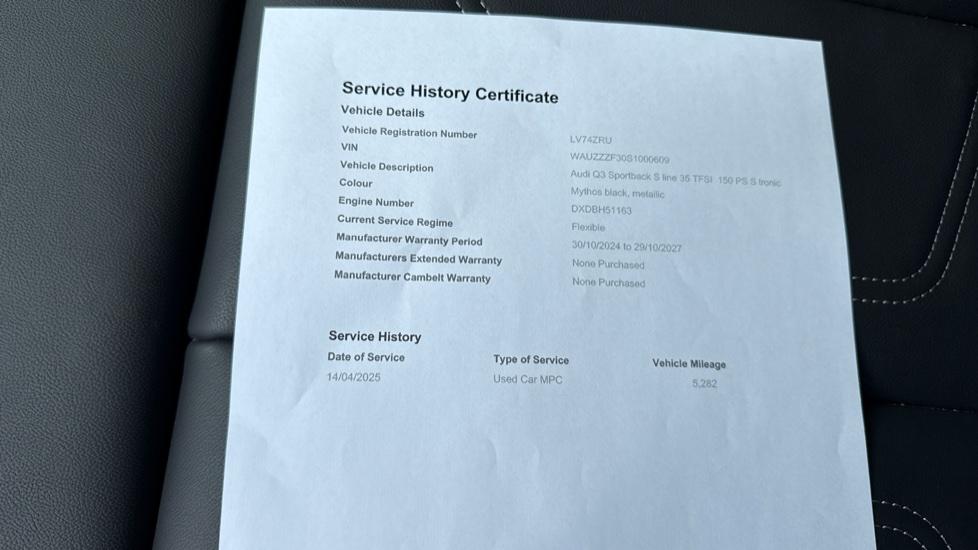 Service History Certificate
Vehicle Details
Vehicle Registration Number LV74ZRU
VIN WAUZZZF30S1000609
Vehicle Description Audi Q3 Sportback S line 35 TFSI 150 PS S tronic
Colour Mythos black, metallic
Engine Number DXDBH51163
Current Service Regime Flexible
Manufacturer Warranty Period 30/10/2024 to 29/10/2027
Manufacturers Extended Warranty None Purchased
Manufacturer Cambelt Warranty None Purchased
Service History
Date of Service Type of Service Vehicle Mileage
14/04/2025 Used Car MPC 5,282